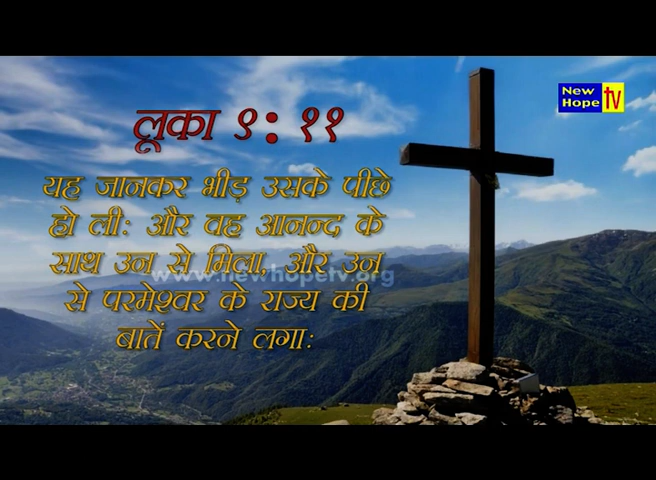 New
Hope
TV
लूका ९: ११
यह जानकर भीड़ उसके पीछे
हो ली: और वह आनन्द के
साथ उन से मिला, और उन
www.newhopetv.org
से परमेश्वर के राज्य की
बातें करने लगा: